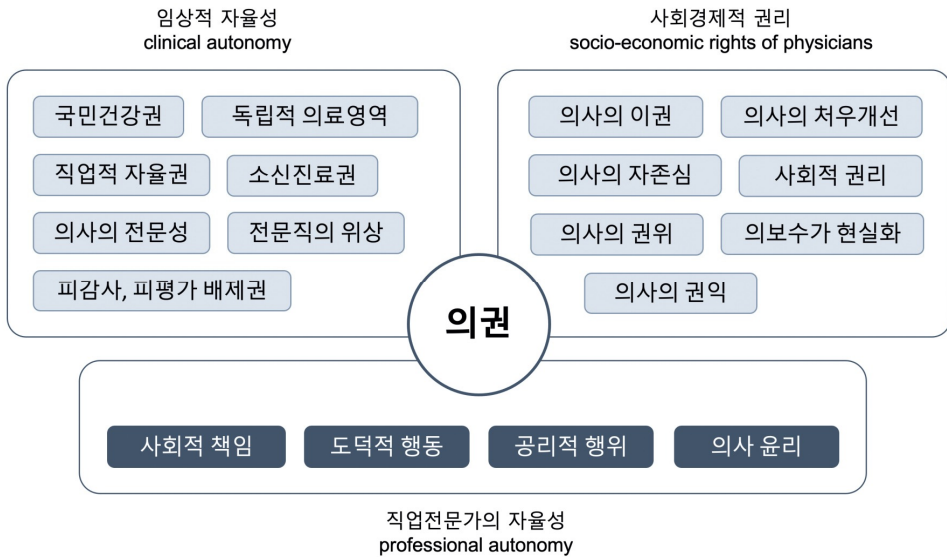 임상적 자율성
clinical autonomy
국민건강권
독립적 의료영역
직업적 자율권
소신진료권
의사의 전문성
전문직의 위상
피감사, 피평가 배제권
사회경제적 권리
socio-economic rights of physicians
의사의 이권
의사의 처우개선
의사의 자존심
사회적 권리
의사의 권위
의보수가 현실화
의사의 권익
의권
사회적 책임
도덕적 행동
공리적 행위
의사 윤리
직업전문가의 자율성
professional autonomy